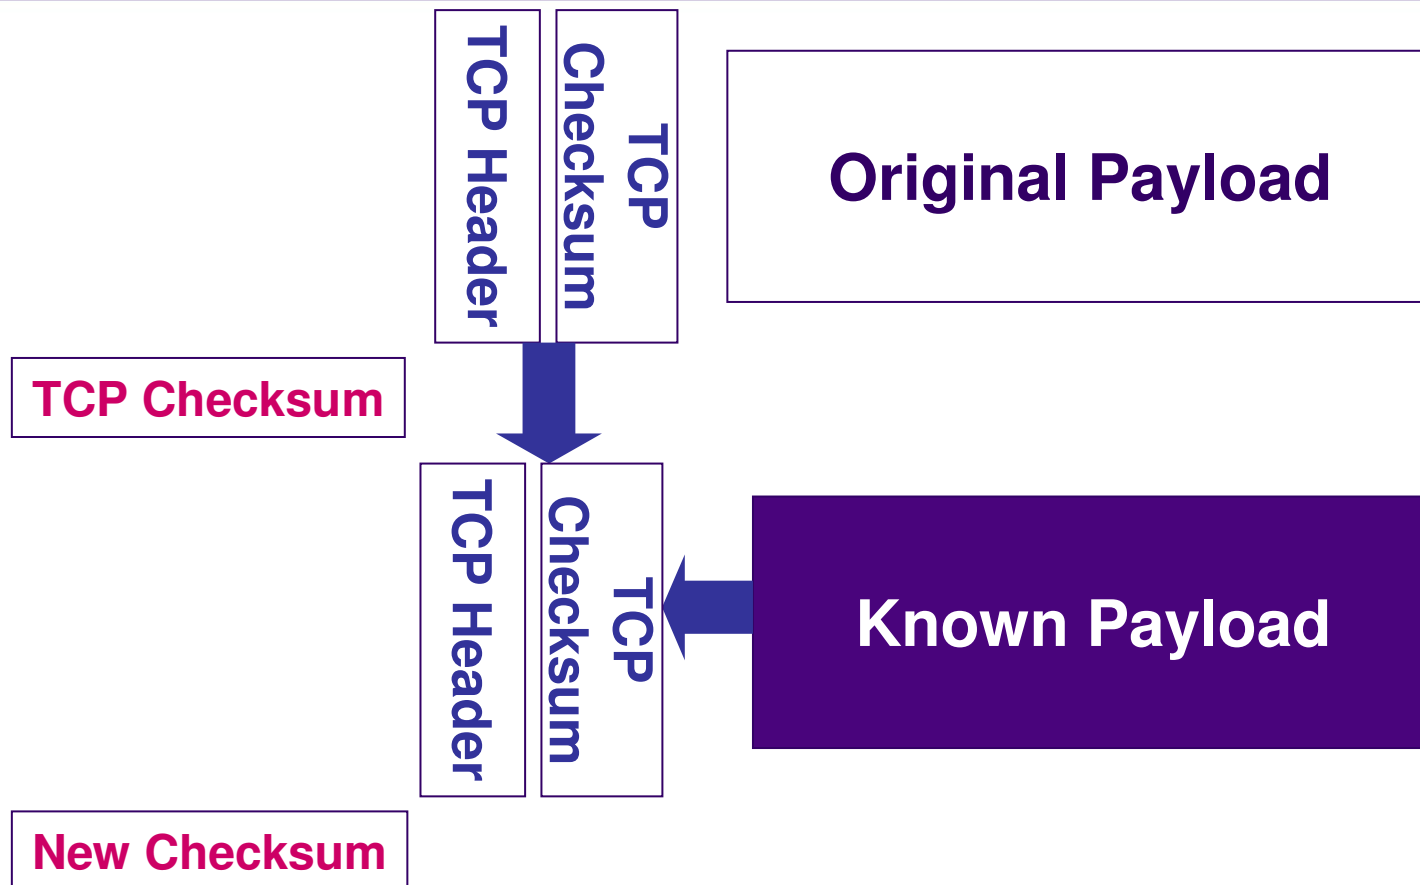 TCP Header
TCP
Checksum
Original Payload
TCP Checksum
TCP Header
TCP
Checksum
Known Payload
New Checksum